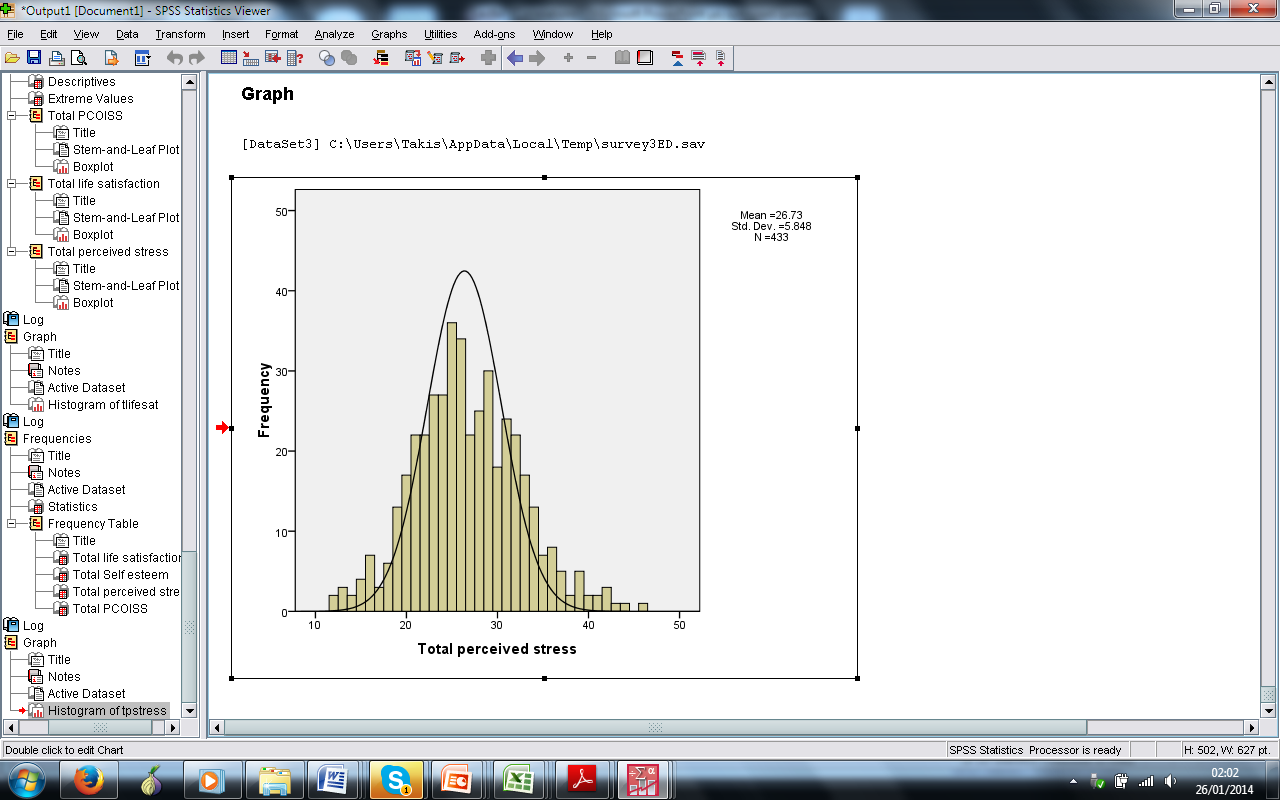 *Output1 [Document1] - SPSS Statistics Viewer
File Edit View Data Transform Insert Format Analyze Graphs Utilities Add-ons Window Help
Descriptives
Extreme Values
Total PCOISS
Title
Stem-and-Leaf Plot
Boxplot
Total life satisfaction
Title
Stem-and-Leaf Plot
Boxplot
Total perceived stress
Title
Stem-and-Leaf Plot
Boxplot
Log
Graph
Title
Notes
Active Dataset
Histogram of tlifesat
Log
Frequencies
Title
Notes
Active Dataset
Statistics
Frequency Table
Title
Total life satisfaction
Total Self esteem
Total perceived stre
Total PCOISS
Log
Graph
Title
Notes
Active Dataset
Histogram of tpstress
Graph
[DataSet3] C:\Users\Takis\AppData\Local\Temp\survey3ED.sav
Mean =26.73
Std. Dev. =5.848
N =433
Frequency
50
40
30
20
10
0
10 20 30 40 50
Total perceived stress
Double click to edit Chart
SPSS Statistics Processor is ready
H: 502, W: 627 pt.
02:02
26/01/2014